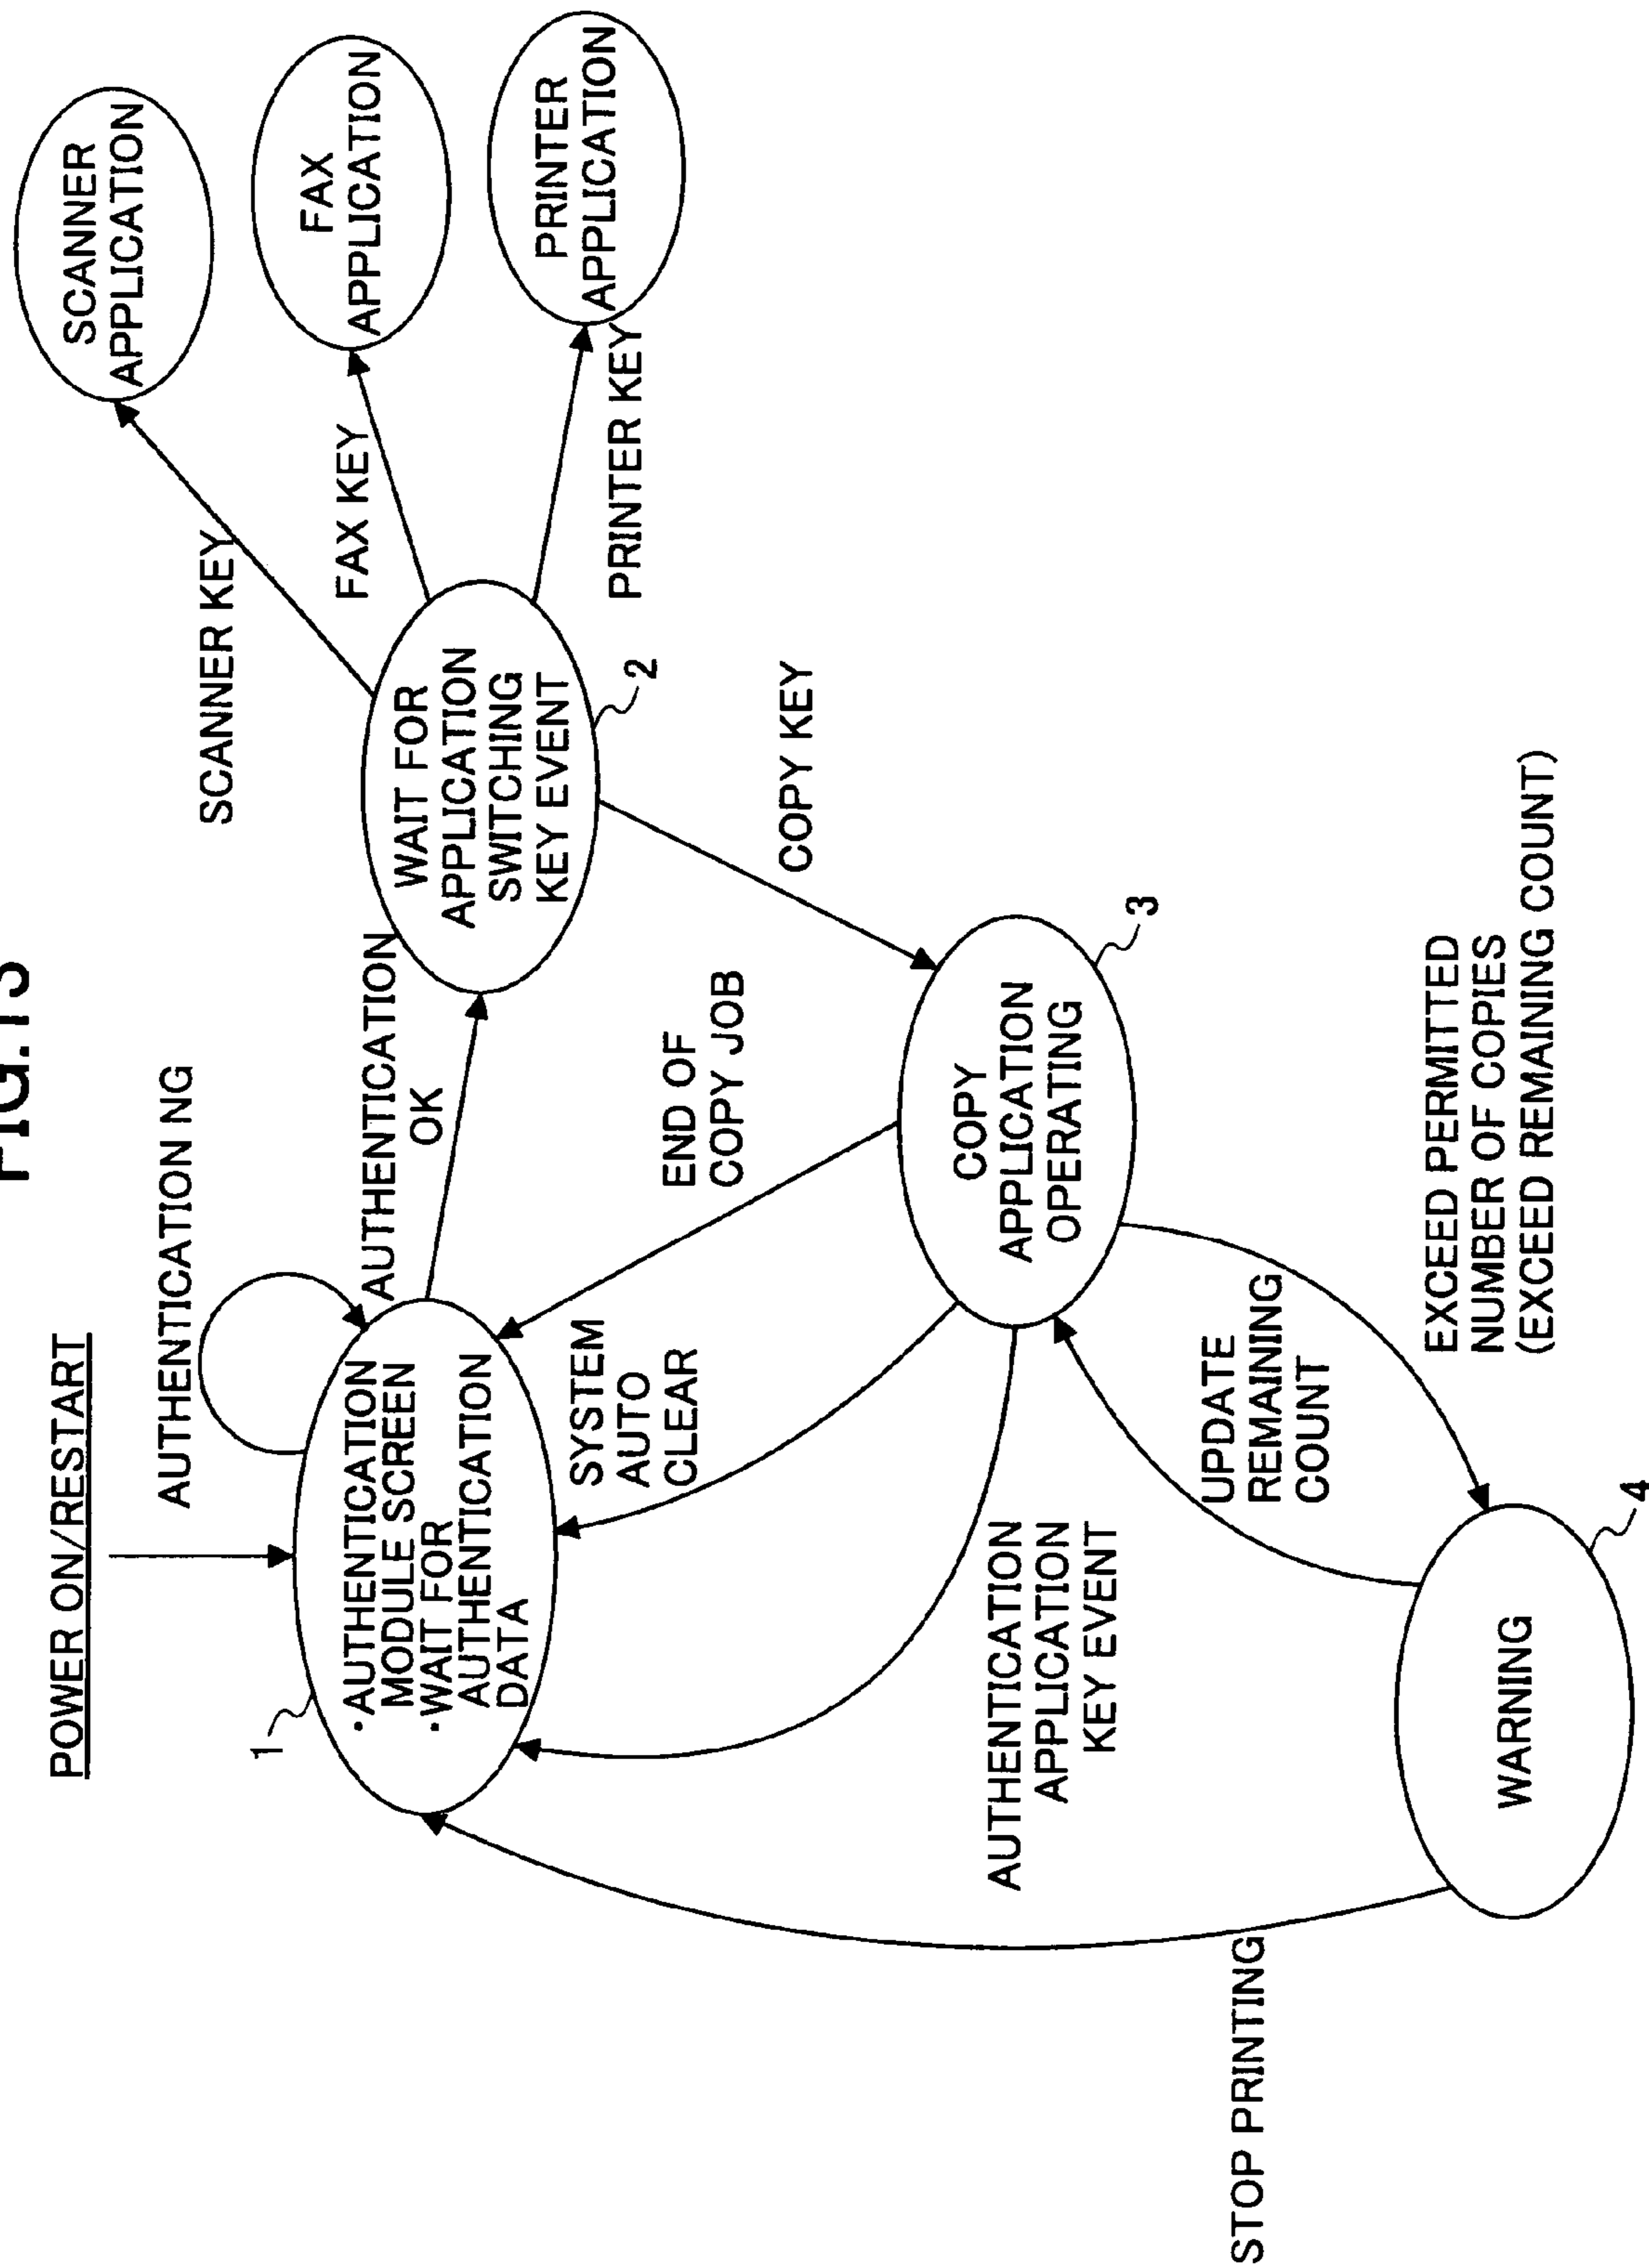 FIG.13
POWER ON/RESTART
AUTHENTICATION NG
1
·AUTHENTICATION
MODULE SCREEN
·WAIT FOR
AUTHENTICATION
DATA
AUTHENTICATION
OK
WAIT FOR
APPLICATION
SWITCHING
KEY EVENT
2
SCANNER KEY
SCANNER
APPLICATION
FAX KEY
FAX
APPLICATION
PRINTER KEY
PRINTER
APPLICATION
COPY KEY
END OF
COPY JOB
SYSTEM
AUTO
CLEAR
COPY
APPLICATION
OPERATING
3
AUTHENTICATION
APPLICATION
KEY EVENT
UPDATE
REMAINING
COUNT
EXCEED PERMITTED
NUMBER OF COPIES
(EXCEED REMAINING COUNT)
STOP PRINTING
WARNING
4